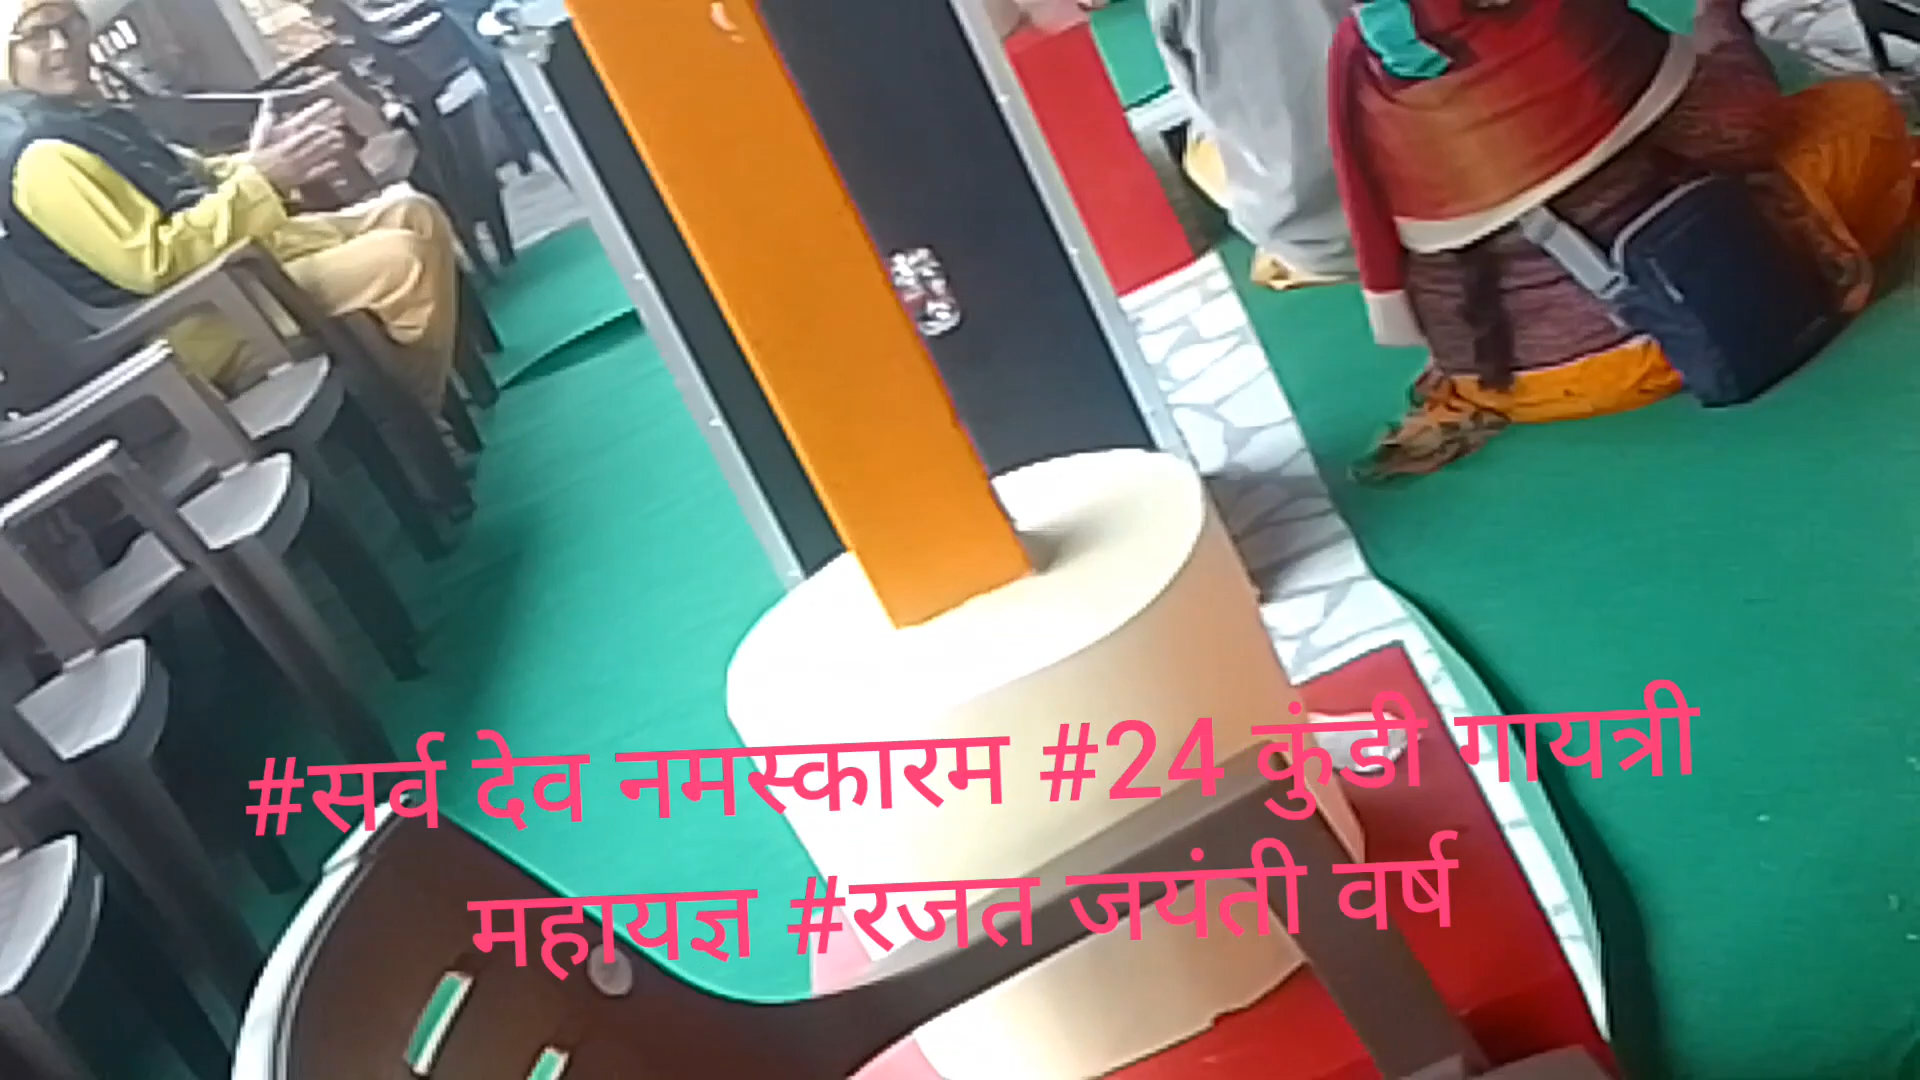 #सर्व देव नमस्कारम #24 कुंडी गायत्री
महायज्ञ #रजत जयंती वर्ष